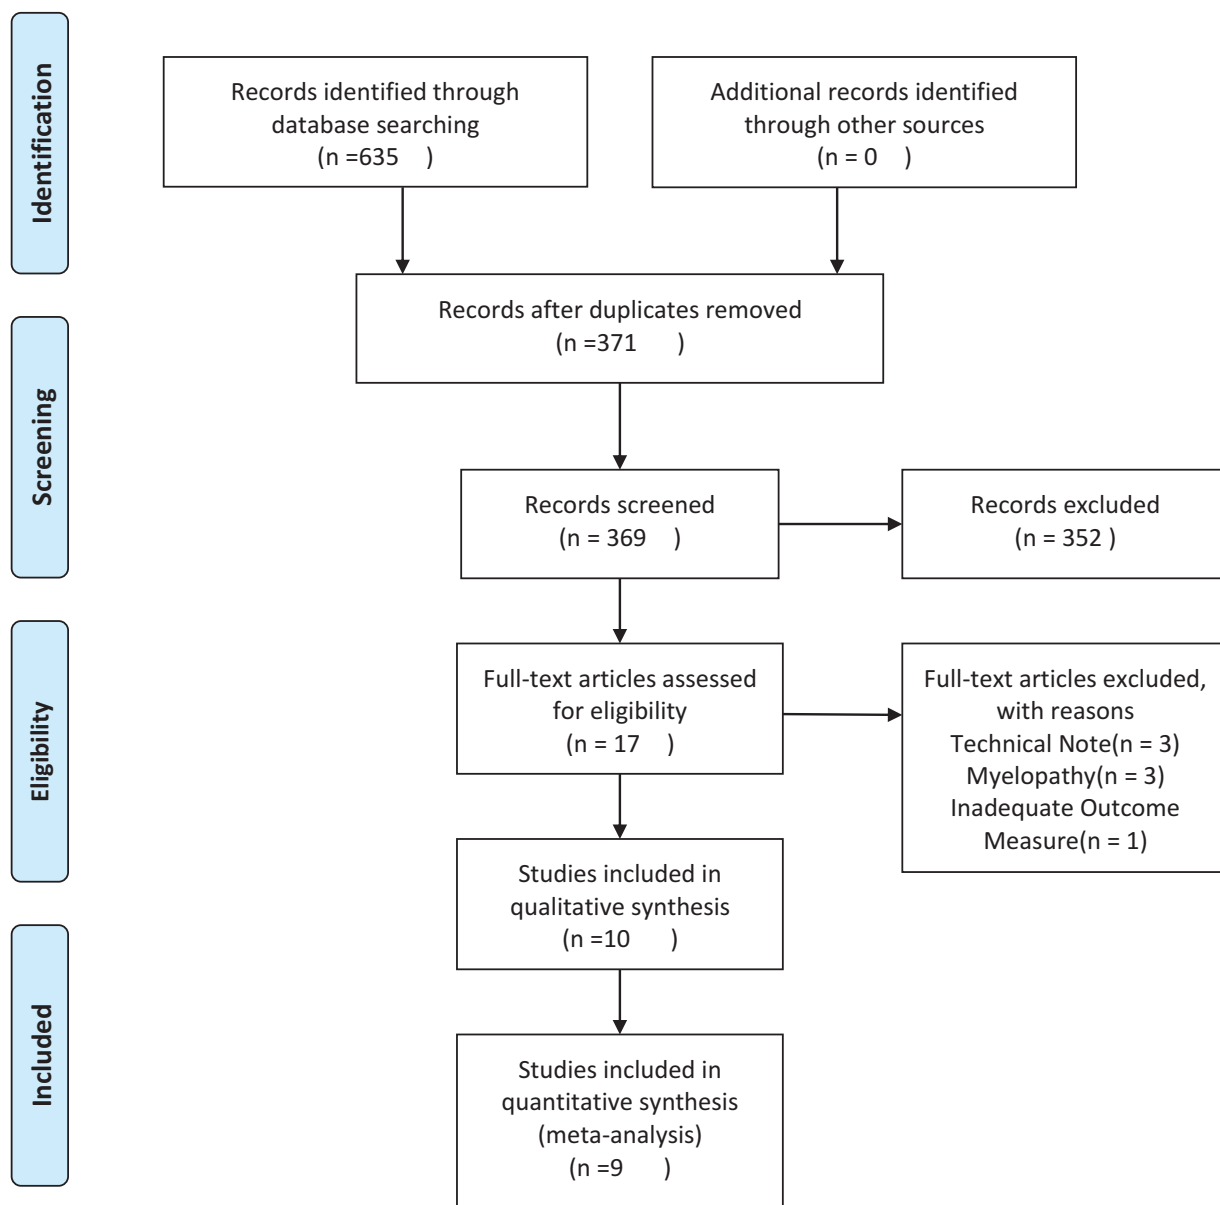 Identification
Records identified through
database searching
(n =635 )
Additional records identified
through other sources
(n = 0 )
Records after duplicates removed
(n =371 )
Screening
Records screened
(n = 369 )
Records excluded
(n = 352 )
Eligibility
Full-text articles assessed
for eligibility
(n = 17 )
Full-text articles excluded,
with reasons
Technical Note(n = 3)
Myelopathy(n = 3)
Inadequate Outcome
Measure(n = 1)
Studies included in
qualitative synthesis
(n =10 )
Included
Studies included in
quantitative synthesis
(meta-analysis)
(n =9 )